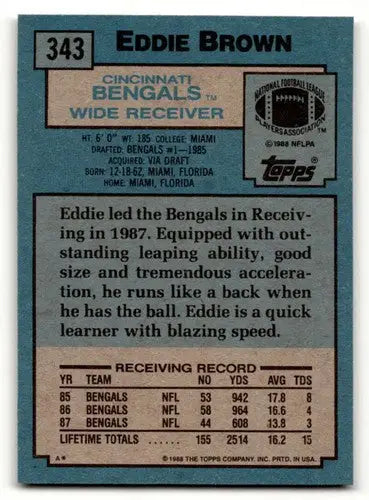 343 EDDIE BROWN
CINCINNATI
BENGALS TM
WIDE RECEIVER
NATIONAL FOOTBALL LEAGUE
PLAYERS ASSOCIATION
© 1988 NFLPA
topps®
HT: 6' 0" WT: 185 COLLEGE: MIAMI
DRAFTED: BENGALS #1—1985
ACQUIRED: VIA DRAFT
BORN: 12-18-62, MIAMI, FLORIDA
HOME: MIAMI, FLORIDA
Eddie led the Bengals in Receiv-
ing in 1987. Equipped with out-
standing leaping ability, good
size and tremendous accelera-
tion, he runs like a back when
he has the ball. Eddie is a quick
learner with blazing speed.
RECEIVING RECORD
YR TEAM NO YDS AVG TDS
85 BENGALS NFL 53 942 17.8 8
86 BENGALS NFL 58 964 16.6 4
87 BENGALS NFL 44 608 13.8 3
LIFETIME TOTALS 155 2514 16.2 15
A* © 1988 THE TOPPS COMPANY, INC. PRTD. IN U.S.A.